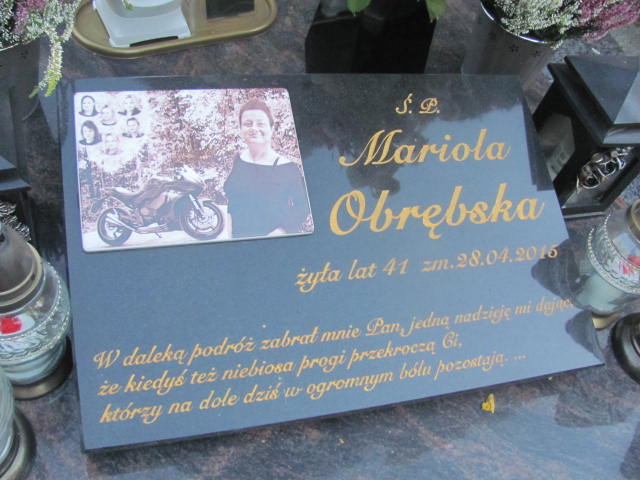 Ś. P.
Mariola
Obrębska
żyła lat 41 zm.28.04.2015
W daleką podróż zabrał mnie Pan, jedną nadzieję mi dając.
że kiedyś też niebiosa progi przekroczą Ci,
którzy na dole dziś w ogromnym bólu pozostają. ...